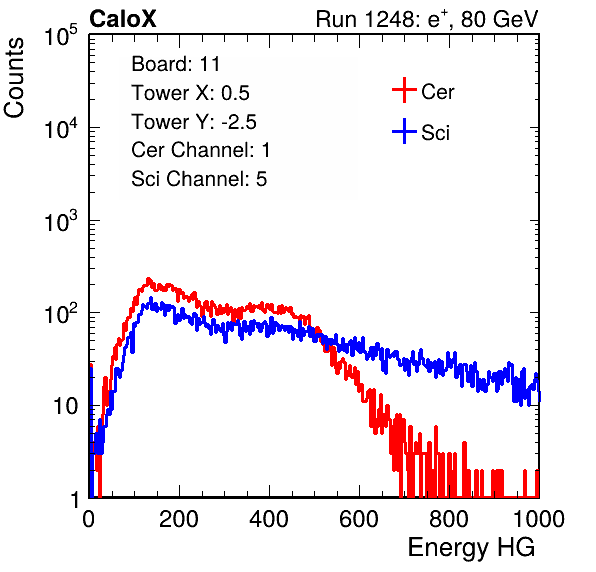 CaloX Run 1248: e⁺, 80 GeV
Counts
10⁵
10⁴
10³
10²
10
1
Board: 11
Tower X: 0.5
Tower Y: -2.5
Cer Channel: 1
Sci Channel: 5
Cer
Sci
0 200 400 600 800 1000
Energy HG